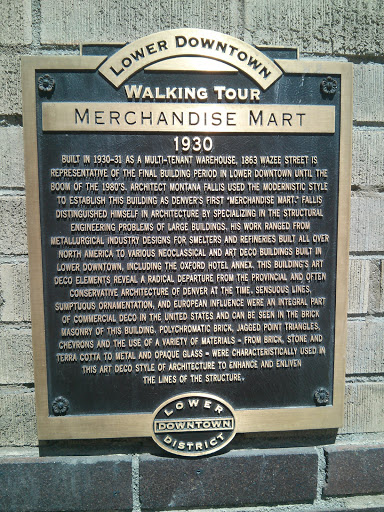 LOWER DOWNTOWN
WALKING TOUR
MERCHANDISE MART
1930
BUILT IN 1930-31 AS A MULTI-TENANT WAREHOUSE, 1863 WAZEE STREET IS
REPRESENTATIVE OF THE FINAL BUILDING PERIOD IN LOWER DOWNTOWN UNTIL THE
BOOM OF THE 1980'S. ARCHITECT MONTANA FALLIS USED THE MODERNISTIC STYLE
TO ESTABLISH THIS BUILDING AS DENVER'S FIRST "MERCHANDISE MART." FALLIS
DISTINGUISHED HIMSELF IN ARCHITECTURE BY SPECIALIZING IN THE STRUCTURAL
ENGINEERING PROBLEMS OF LARGE BUILDINGS. HIS WORK RANGED FROM
METALLURGICAL INDUSTRY DESIGNS FOR SMELTERS AND REFINERIES BUILT ALL OVER
NORTH AMERICA TO VARIOUS NEOCLASSICAL AND ART DECO BUILDINGS BUILT IN
LOWER DOWNTOWN, INCLUDING THE OXFORD HOTEL ANNEX. THIS BUILDING'S ART
DECO ELEMENTS REVEAL A RADICAL DEPARTURE FROM THE PROVINCIAL AND OFTEN
CONSERVATIVE ARCHITECTURE OF DENVER AT THE TIME. SENSUOUS LINES,
SUMPTUOUS ORNAMENTATION, AND EUROPEAN INFLUENCE WERE AN INTEGRAL PART
OF COMMERCIAL DECO IN THE UNITED STATES AND CAN BE SEEN IN THE BRICK
MASONRY OF THIS BUILDING. POLYCHROMATIC BRICK, JAGGED POINT TRIANGLES,
CHEVRONS AND THE USE OF A VARIETY OF MATERIALS - FROM BRICK, STONE AND
TERRA COTTA TO METAL AND OPAQUE GLASS - WERE CHARACTERISTICALLY USED IN
THIS ART DECO STYLE OF ARCHITECTURE TO ENHANCE AND ENLIVEN
THE LINES OF THE STRUCTURE.
LOWER
DOWNTOWN
DISTRICT